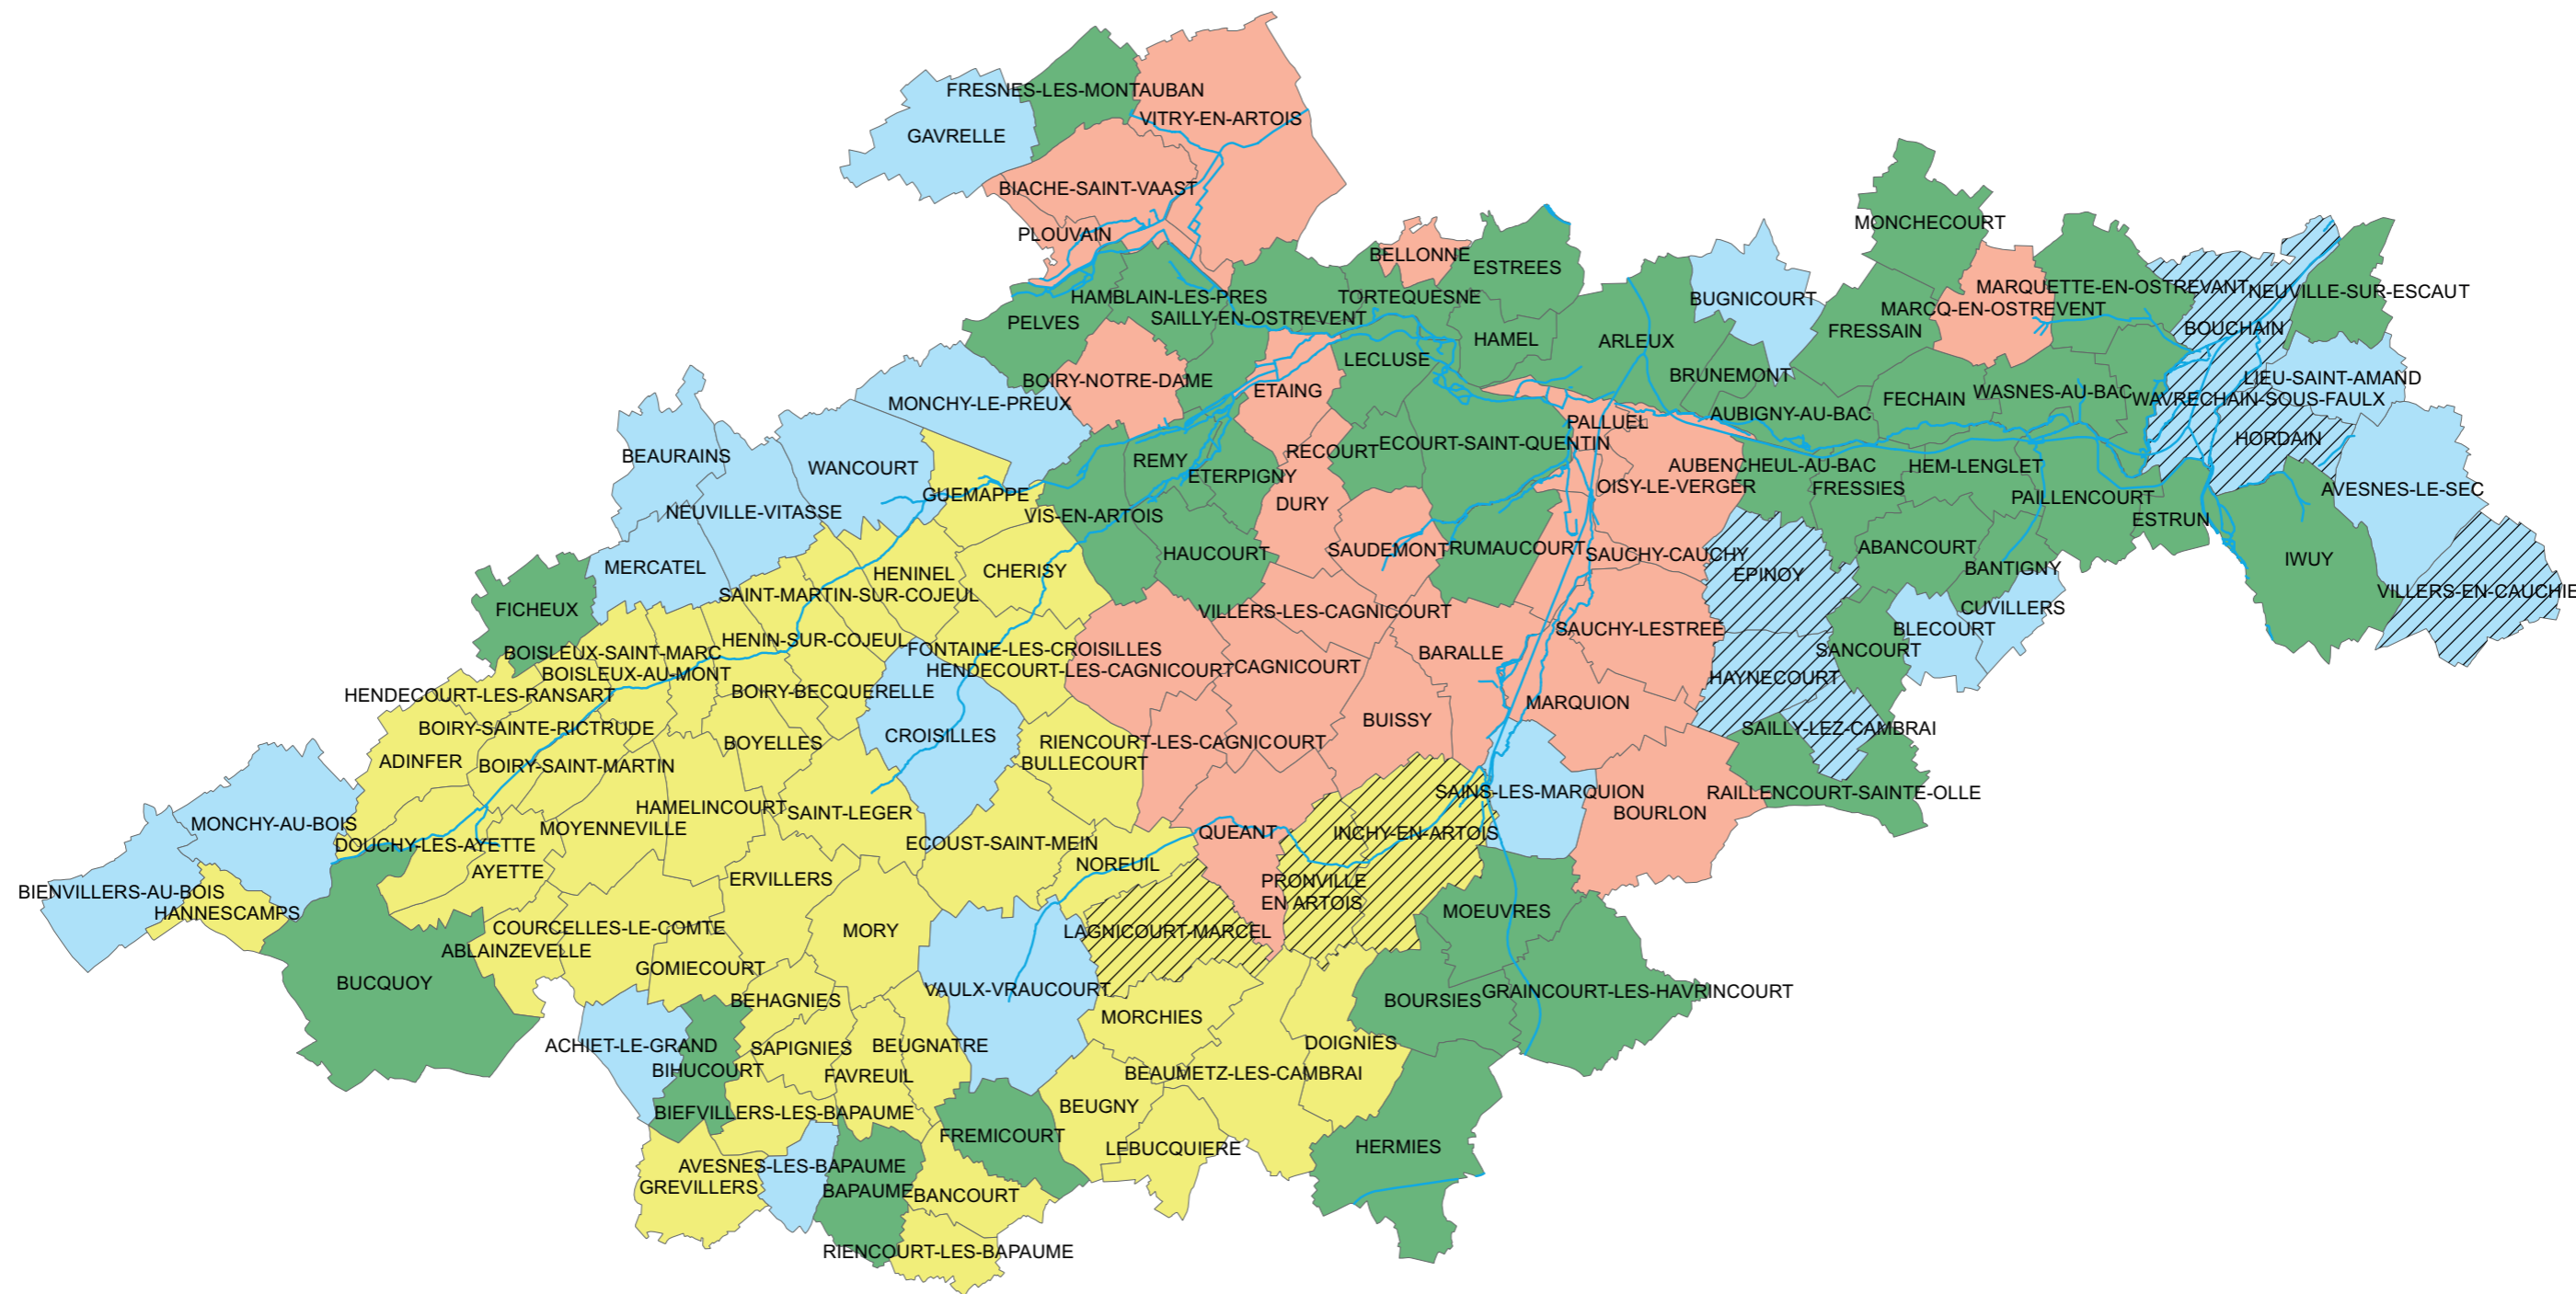 FRESNES-LES-MONTAUBAN
VITRY-EN-ARTOIS
GAVRELLE
BIACHE-SAINT-VAAST
PLOUVAIN
MONCHECOURT
BELLONNE
ESTREES
HAMBLAIN-LES-PRES
TORTEQUESNE
BUGNICOURT
MARQUETTE-EN-OSTREVANT
NEUVILLE-SUR-ESCAUT
PELVES
SAILLY-EN-OSTREVENT
MARCQ-EN-OSTREVENT
FRESSAIN
BOUCHAIN
HAMEL
ARLEUX
LECLUSE
BOIRY-NOTRE-DAME
ETAING
BRUNEMONT
LIEU-SAINT-AMAND
MONCHY-LE-PREUX
AUBIGNY-AU-BAC
FECHAIN
WASNES-AU-BAC
WAVRECHAIN-SOUS-FAULX
PALLUEL
BEAURAINS
WANCOURT
REMY
RECOURT
ECOURT-SAINT-QUENTIN
HORDAIN
ETERPIGNY
AUBENCHEUL-AU-BAC
HEM-LENGLET
GUEMAPPE
OISY-LE-VERGER
FRESSIES
PAILLENCOURT
AVESNES-LE-SEC
NEUVILLE-VITASSE
VIS-EN-ARTOIS
DURY
ESTRUN
MERCATEL
HENINEL
CHERISY
HAUCOURT
SAUDEMONT
RUMAUCOURT
SAUCHY-CAUCHY
EPINOY
ABANCOURT
BANTIGNY
IWUY
FICHEUX
SAINT-MARTIN-SUR-COJEUL
VILLERS-LES-CAGNICOURT
CUVILLERS
VILLERS-EN-CAUCHIE
HENIN-SUR-COJEUL
SAUCHY-LESTREE
BLECOURT
BOISLEUX-SAINT-MARC
FONTAINE-LES-CROISILLES
BARALLE
SANCOURT
BOISLEUX-AU-MONT
HENDECOURT-LES-CAGNICOURT
CAGNICOURT
HAYNECOURT
HENDECOURT-LES-RANSART
BOIRY-BECQUERELLE
MARQUION
BOIRY-SAINTE-RICTRUDE
CROISILLES
BUISSY
SAILLY-LEZ-CAMBRAI
BOYELLES
RIENCOURT-LES-CAGNICOURT
ADINFER
BOIRY-SAINT-MARTIN
BULLECOURT
SAINS-LES-MARQUION
RAILLENCOURT-SAINTE-OLLE
HAMELINCOURT
SAINT-LEGER
BOURLON
MONCHY-AU-BOIS
MOYENNEVILLE
QUEANT
INCHY-EN-ARTOIS
DOUCHY-LES-AYETTE
ECOUST-SAINT-MEIN
AYETTE
NOREUIL
ERVILLERS
PRONVILLE
EN ARTOIS
BIENVILLERS-AU-BOIS
HANNESCAMPS
MOEUVRES
COURCELLES-LE-COMTE
MORY
LAGNICOURT-MARCEL
ABLAINZEVELLE
GOMIECOURT
BUCQUOY
VAULX-VRAUCOURT
BEHAGNIES
BOURSIES
GRAINCOURT-LES-HAVRINCOURT
MORCHIES
ACHIET-LE-GRAND
SAPIGNIES
BEUGNATRE
DOIGNIES
BIHUCOURT
FAVREUIL
BEAUMETZ-LES-CAMBRAI
BIEFVILLERS-LES-BAPAUME
BEUGNY
FREMICOURT
LEBUCQUIERE
HERMIES
AVESNES-LES-BAPAUME
GREVILLERS
BAPAUME
BANCOURT
RIENCOURT-LES-BAPAUME